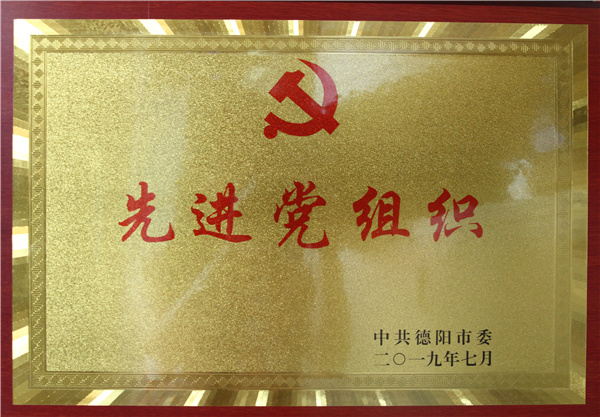 先进党组织
中共德阳市委
二〇一九年七月